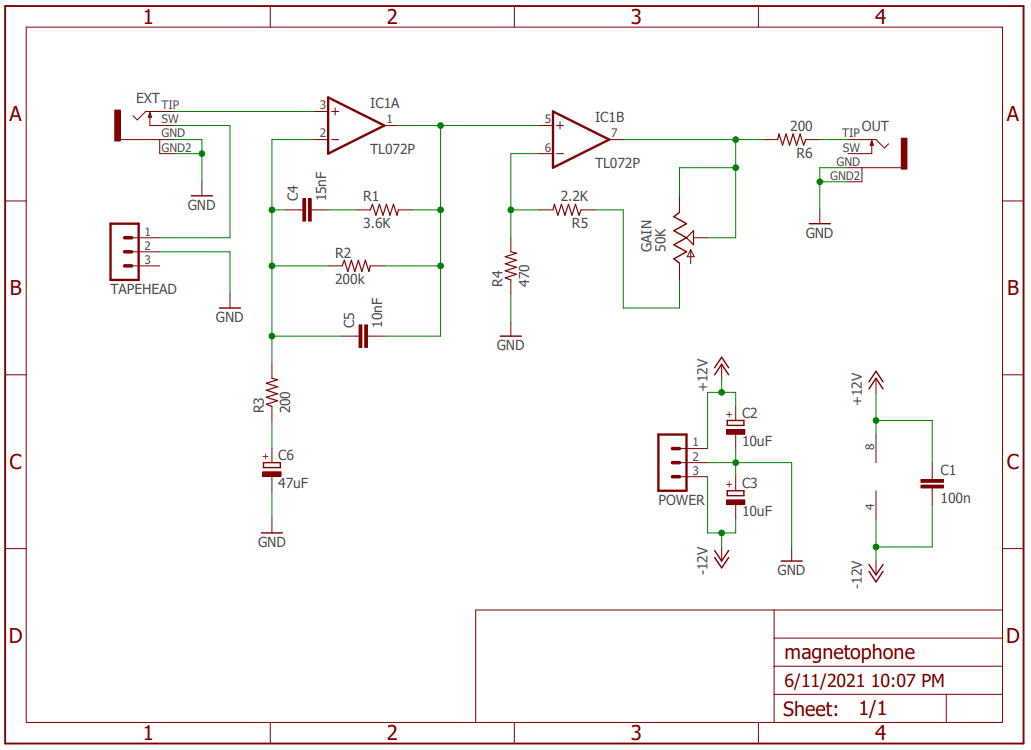 1 2 3 4
A
B
C
D
A
B
C
D
EXT
TIP
SW
GND
GND2
GND
TAPEHEAD
1
2
3
GND
3
+
2
−
1
IC1A
TL072P
C4
15nF
R1
3.6K
R2
200k
C5
10nF
R3
200
+
C6
47uF
GND
5
+
6
−
7
IC1B
TL072P
2.2K
R5
R4
470
GND
GAIN
50K
200
R6
OUT
TIP
SW
GND
GND2
GND
+12V
POWER
1
2
3
+
C2
10uF
+
C3
10uF
-12V
GND
+12V
8
4
C1
100n
-12V
magnetophone
6/11/2021 10:07 PM
Sheet: 1/1
1 2 3 4